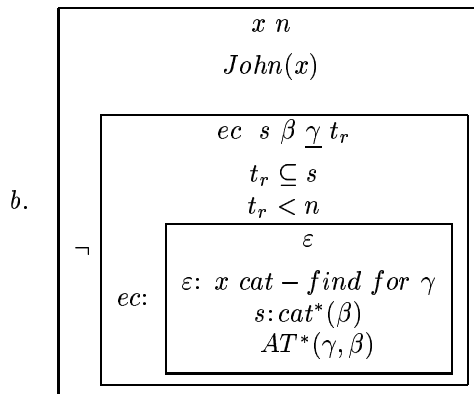 x n
John(x)
ec s β γ t_r
t_r ⊆ s
b.
t_r < n
¬
ε
ec:
ε: x cat − find for γ
s: cat*(β)
AT*(γ, β)